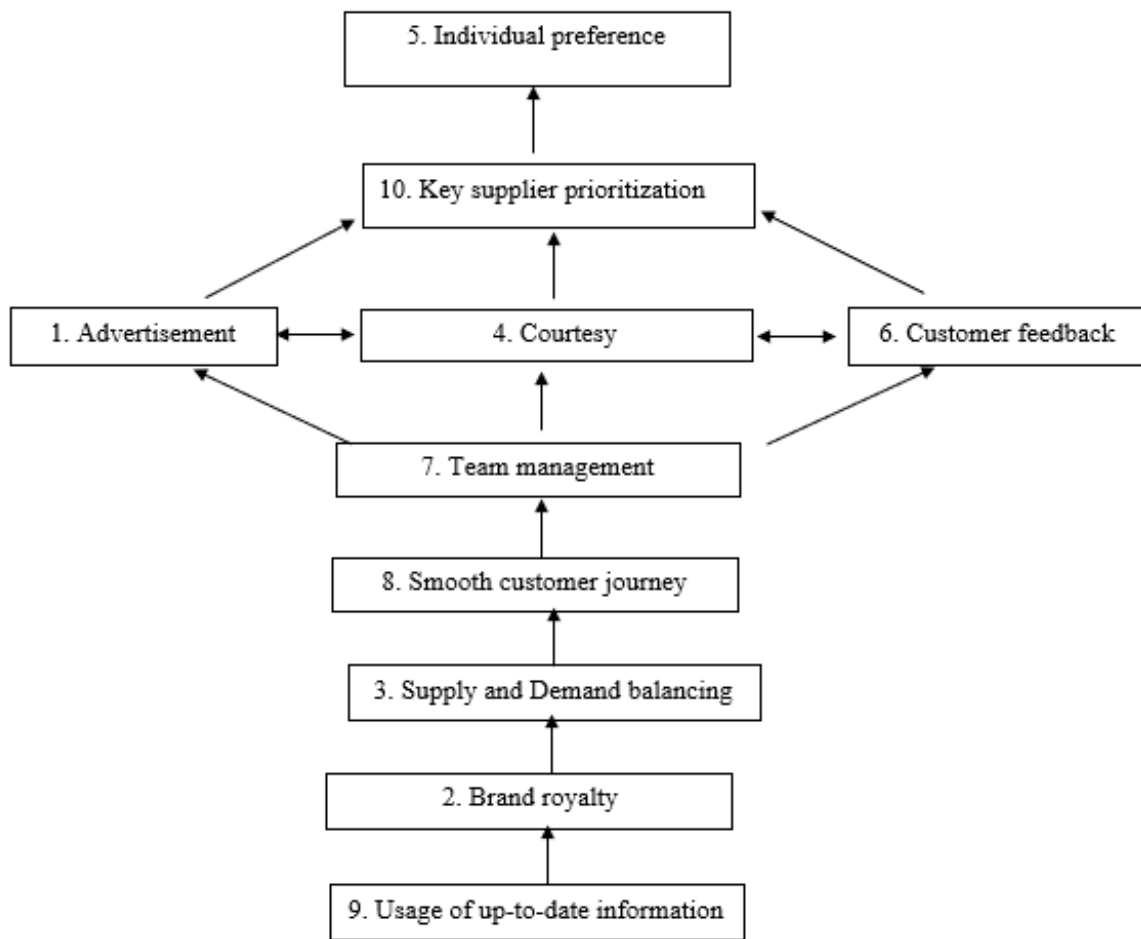 5. Individual preference
10. Key supplier prioritization
1. Advertisement
4. Courtesy
6. Customer feedback
7. Team management
8. Smooth customer journey
3. Supply and Demand balancing
2. Brand royalty
9. Usage of up-to-date information